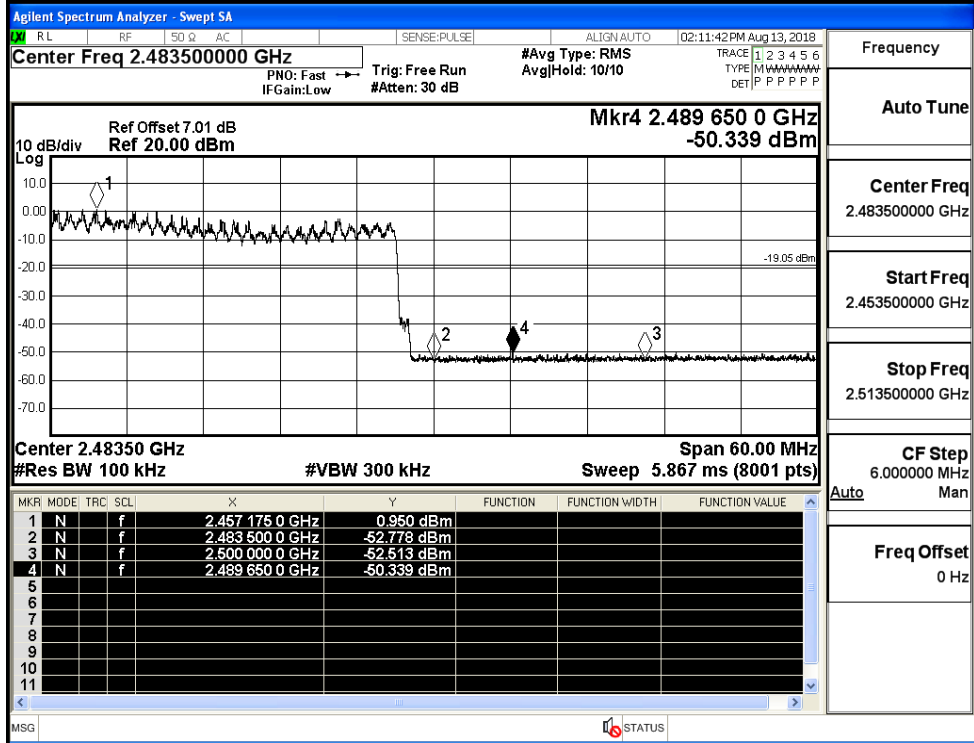 Agilent Spectrum Analyzer - Swept SA
LXI RL RF 50 Ω AC SENSE:PULSE ALIGN AUTO 02:11:42 PM Aug 13, 2018
Center Freq 2.483500000 GHz #Avg Type: RMS TRACE 1 2 3 4 5 6
PNO: Fast Trig: Free Run Avg|Hold: 10/10 TYPE M WWWWW
IFGain:Low #Atten: 30 dB DET P P P P P P
Ref Offset 7.01 dB Mkr4 2.489 650 0 GHz
10 dB/div Ref 20.00 dBm -50.339 dBm
Log
10.0
0.00
-10.0
-20.0
-30.0
-40.0
-50.0
-60.0
-70.0
1
-19.05 dBm
2
4
3
Center 2.48350 GHz Span 60.00 MHz
#Res BW 100 kHz #VBW 300 kHz Sweep 5.867 ms (8001 pts)
MKR MODE TRC SCL X Y FUNCTION FUNCTION WIDTH FUNCTION VALUE
1 N f 2.457 175 0 GHz 0.950 dBm
2 N f 2.483 500 0 GHz -52.778 dBm
3 N f 2.500 000 0 GHz -52.513 dBm
4 N f 2.489 650 0 GHz -50.339 dBm
5
6
7
8
9
10
11
MSG STATUS
Frequency
Auto Tune
Center Freq
2.483500000 GHz
Start Freq
2.453500000 GHz
Stop Freq
2.513500000 GHz
CF Step
6.000000 MHz
Auto Man
Freq Offset
0 Hz